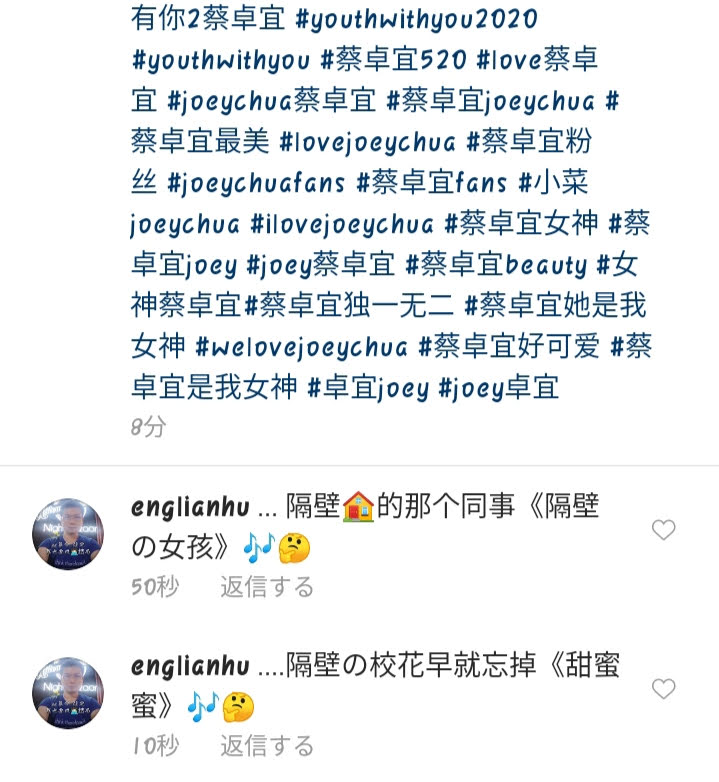 有你2蔡卓宜 #youthwithyou2020
#youthwithyou #蔡卓宜520 #love蔡卓
宜 #joeychua蔡卓宜 #蔡卓宜joeychua #
蔡卓宜最美 #lovejoeychua #蔡卓宜粉
丝 #joeychuafans #蔡卓宜fans #小菜
joeychua #ilovejoeychua #蔡卓宜女神 #蔡
卓宜joey #joey蔡卓宜 #蔡卓宜beauty #女
神蔡卓宜#蔡卓宜独一无二 #蔡卓宜她是我
女神 #welovejoeychua #蔡卓宜好可爱 #蔡
卓宜是我女神 #卓宜joey #joey卓宜
8分
englianhu ... 隔壁🏠的那个同事《隔壁
の女孩》🎶🤔
50秒 返信する
englianhu ....隔壁の校花早就忘掉《甜蜜
蜜》🎶🤔
10秒 返信する